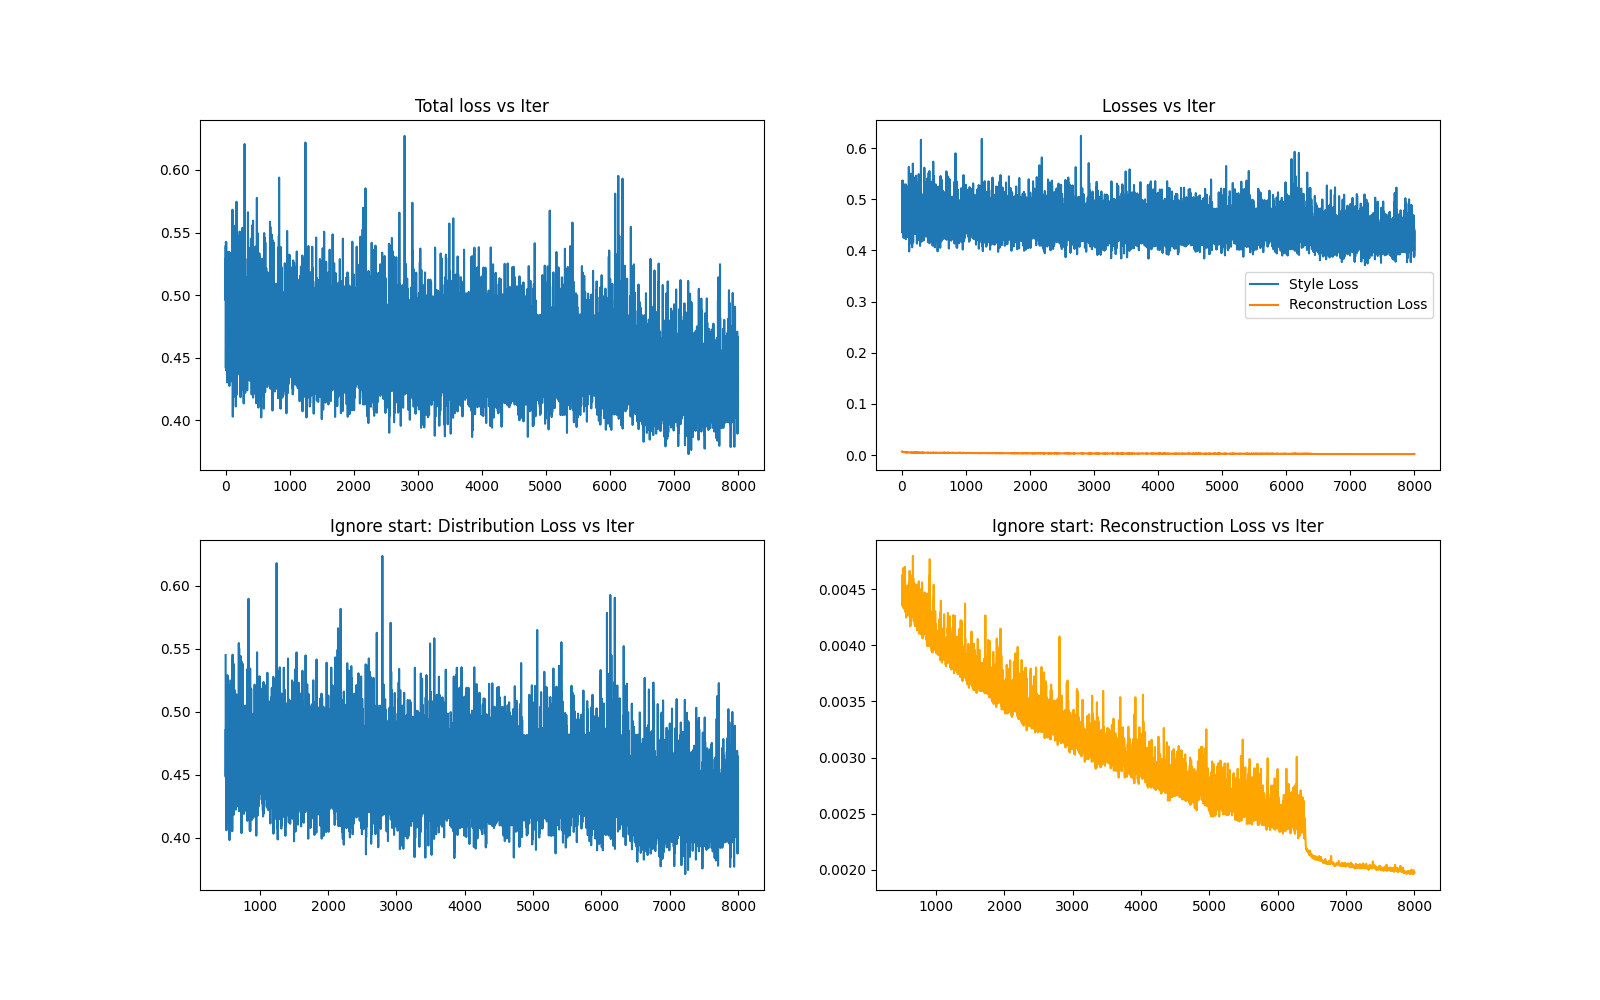 Total loss vs Iter
0.60
0.55
0.50
0.45
0.40
0 1000 2000 3000 4000 5000 6000 7000 8000
Losses vs Iter
0.6
0.5
0.4
0.3
0.2
0.1
0.0
Style Loss
Reconstruction Loss
0 1000 2000 3000 4000 5000 6000 7000 8000
Ignore start: Distribution Loss vs Iter
0.60
0.55
0.50
0.45
0.40
1000 2000 3000 4000 5000 6000 7000 8000
Ignore start: Reconstruction Loss vs Iter
0.0045
0.0040
0.0035
0.0030
0.0025
0.0020
1000 2000 3000 4000 5000 6000 7000 8000